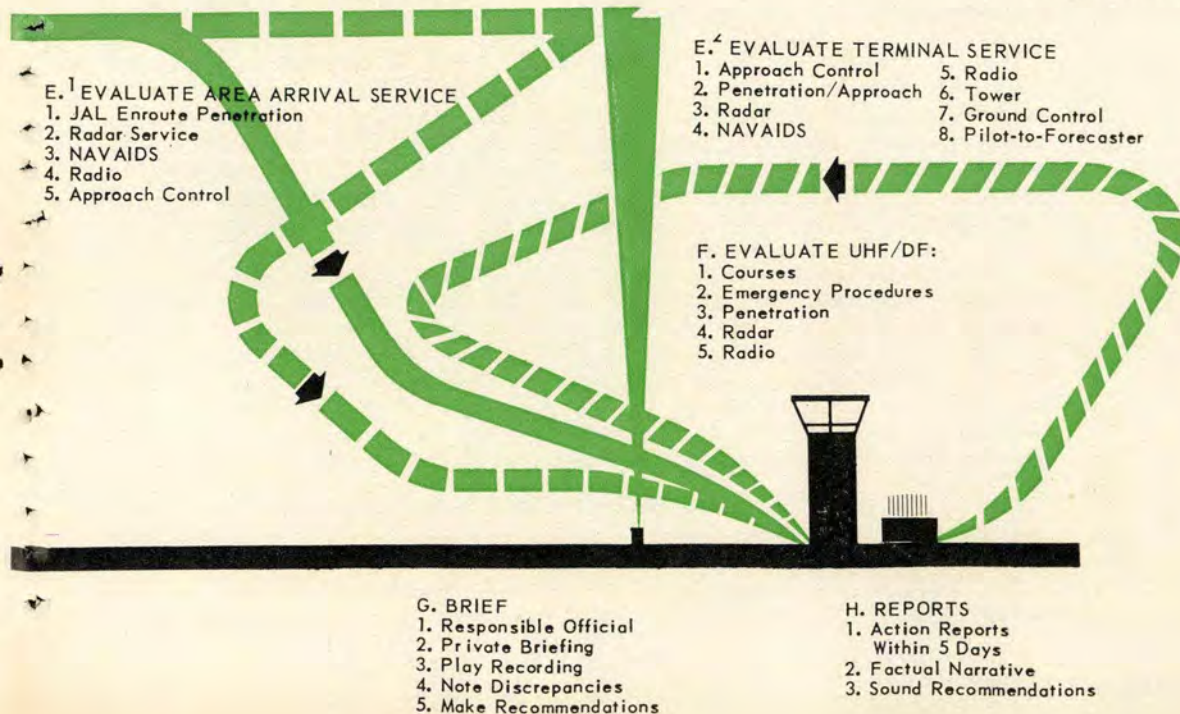 E.¹ EVALUATE AREA ARRIVAL SERVICE
1. JAL Enroute Penetration
2. Radar Service
3. NAVAIDS
4. Radio
5. Approach Control
E.² EVALUATE TERMINAL SERVICE
1. Approach Control
2. Penetration/Approach
3. Radar
4. NAVAIDS
5. Radio
6. Tower
7. Ground Control
8. Pilot-to-Forecaster
F. EVALUATE UHF/DF:
1. Courses
2. Emergency Procedures
3. Penetration
4. Radar
5. Radio
G. BRIEF
1. Responsible Official
2. Private Briefing
3. Play Recording
4. Note Discrepancies
5. Make Recommendations
H. REPORTS
1. Action Reports
Within 5 Days
2. Factual Narrative
3. Sound Recommendations